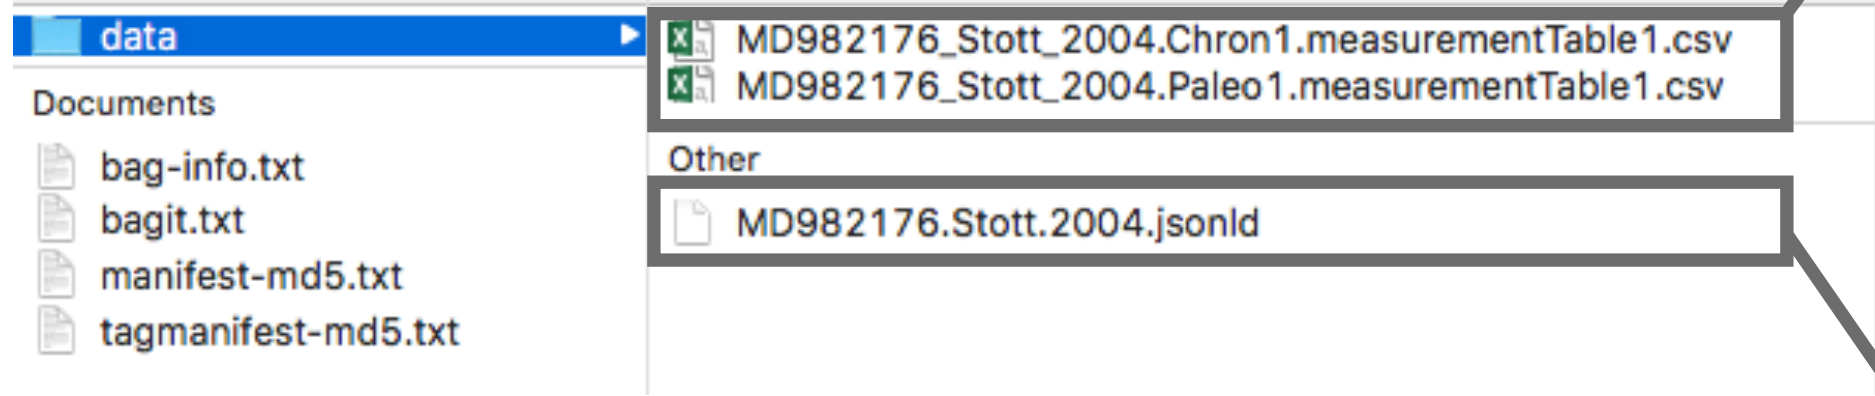 data
Documents
bag-info.txt
bagit.txt
manifest-md5.txt
tagmanifest-md5.txt
MD982176_Stott_2004.Chron1.measurementTable1.csv
MD982176_Stott_2004.Paleo1.measurementTable1.csv
Other
MD982176.Stott.2004.jsonld